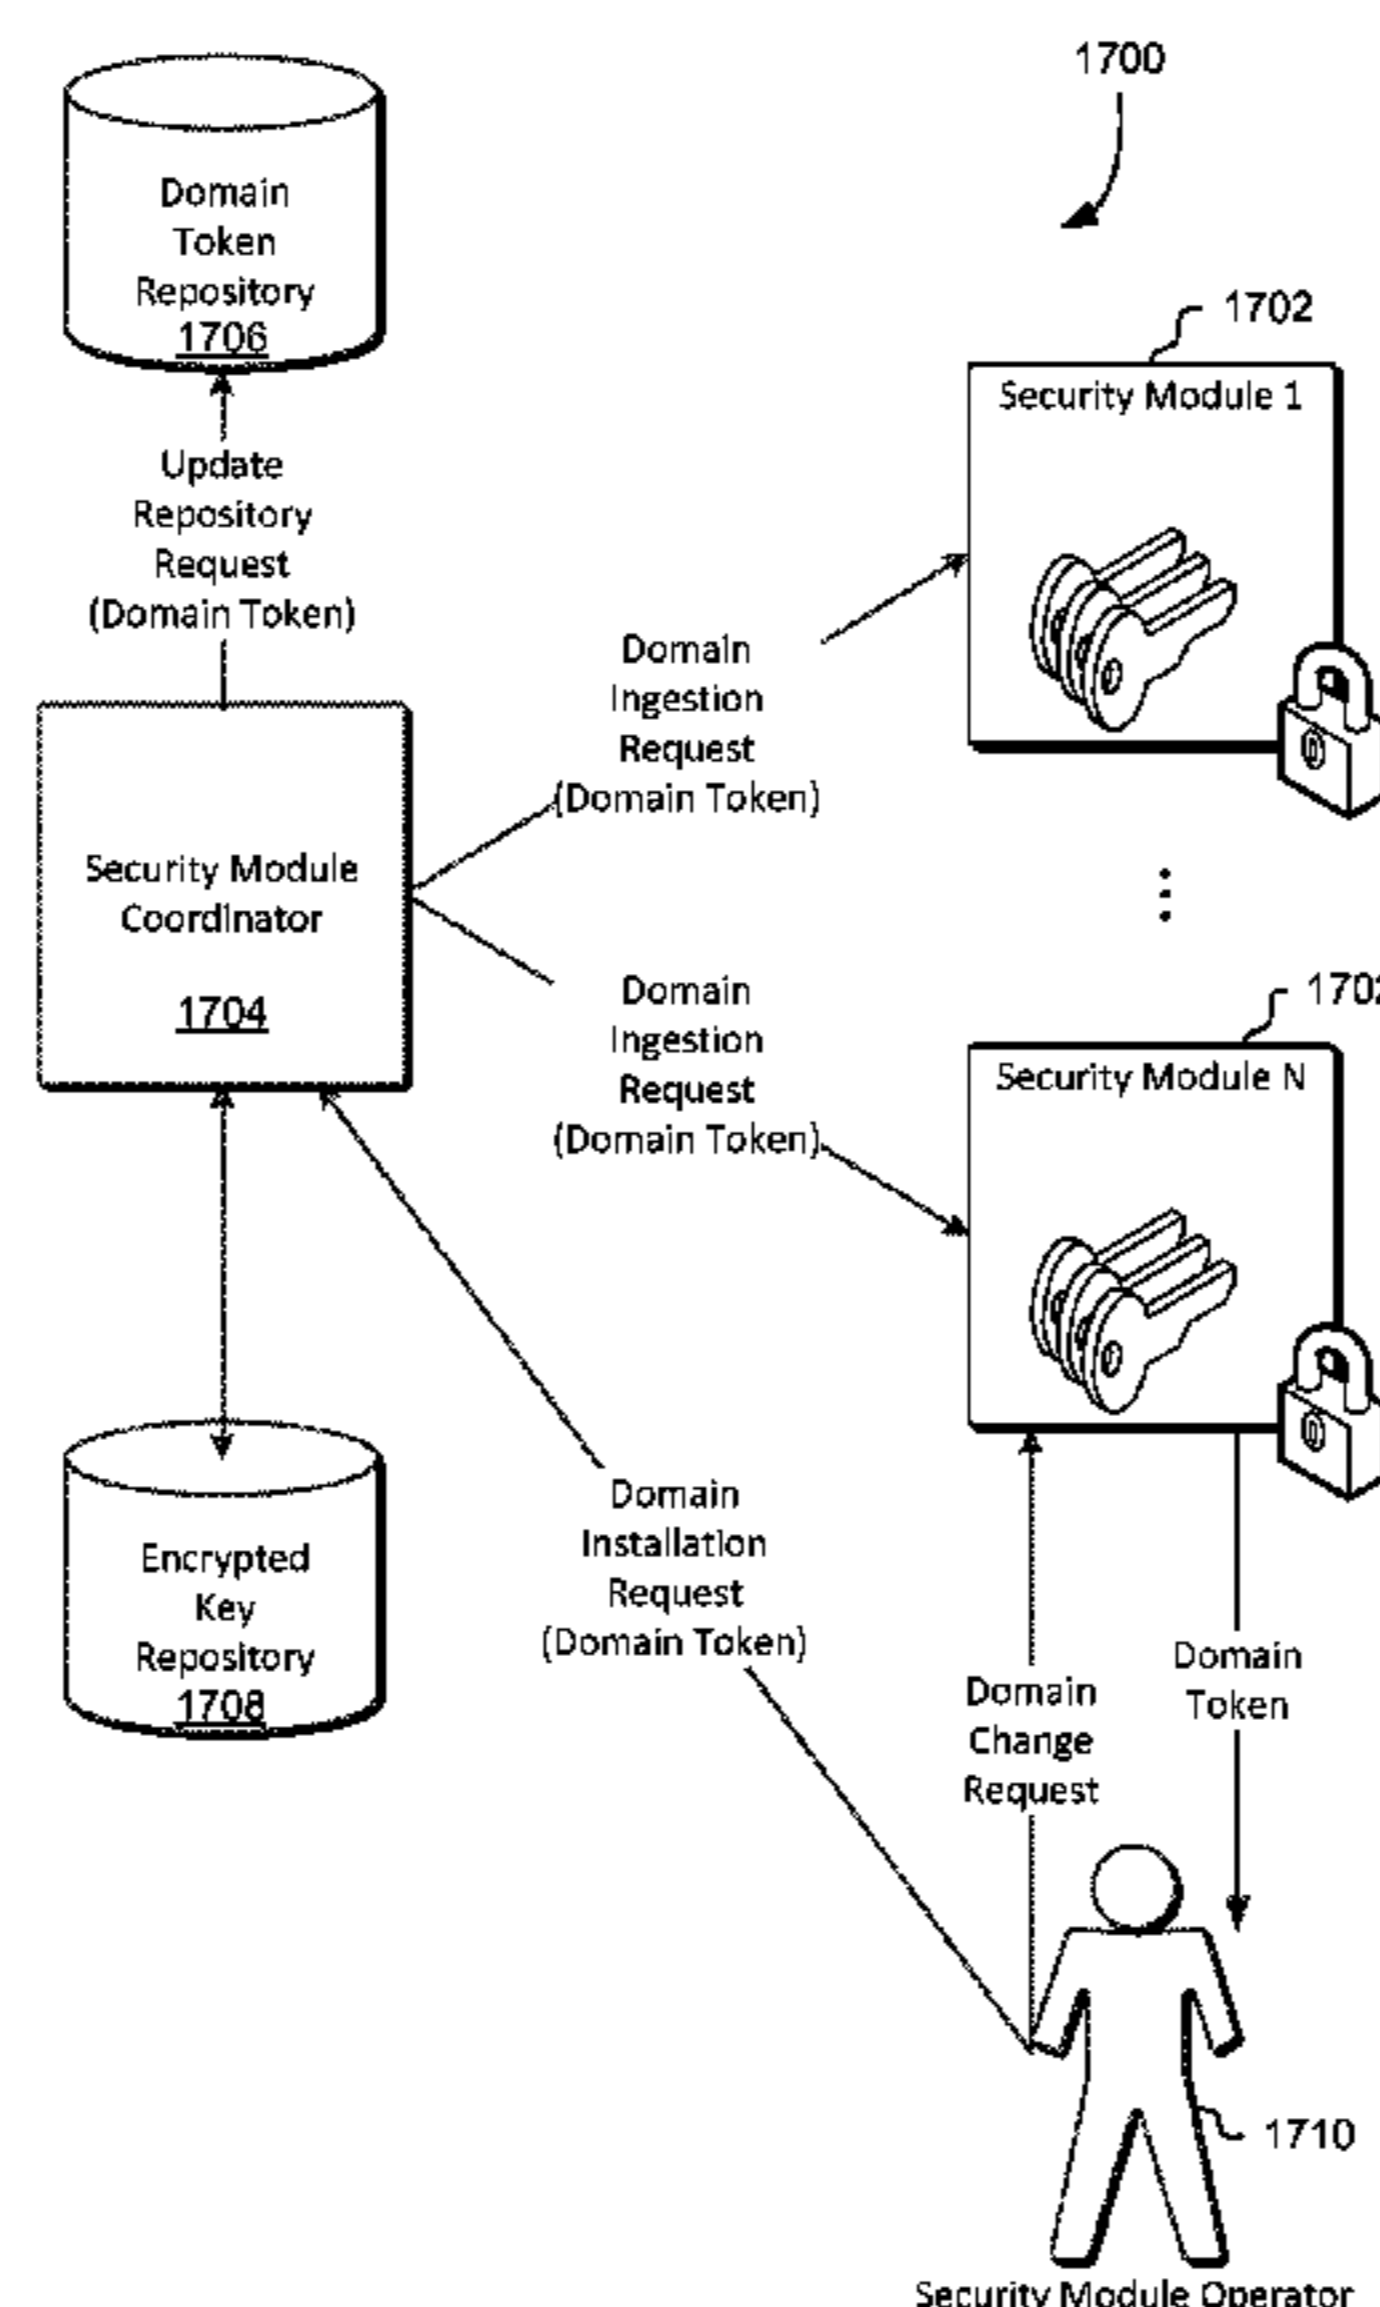 1700
Domain
Token
Repository
1706
1702
Security Module 1
Update
Repository
Request
(Domain Token)
Domain
Ingestion
Request
(Domain Token)
Security Module
Coordinator
1704
Domain
Ingestion
Request
(Domain Token)
1702
Security Module N
Domain
Installation
Request
(Domain Token)
Encrypted
Key
Repository
1708
Domain
Change
Request
Domain
Token
1710
Security Module Operator